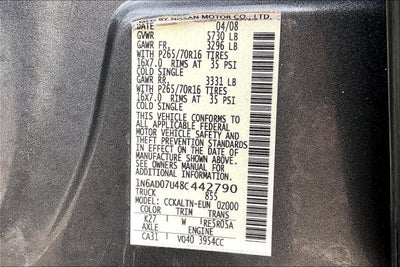 BY NISSAN MOTOR CO., LTD.
DATE 04/08
GVWR 5730 LB
GAWR FR. 3296 LB
WITH P265/70R16 TIRES
16X7.0 RIMS AT 35 PSI
COLD SINGLE
GAWR RR. 3331 LB
WITH P265/70R16 TIRES
16X7.0 RIMS AT 35 PSI
COLD SINGLE
THIS VEHICLE CONFORMS TO
ALL APPLICABLE FEDERAL
MOTOR VEHICLE SAFETY AND
THEFT PREVENTION STANDARDS
IN EFFECT ON THE DATE OF
MANUFACTURE SHOWN ABOVE.
SEE OWNERS MANUAL FOR
ADDITIONAL INFORMATION
1N6AD07U48C442790
TRUCK 855
MODEL: CCKALTN-EUN 0Z000
COLOR TRIM TRANS
K27 W RE5R05A
AXLE ENGINE
CA31 VQ40 3954CC